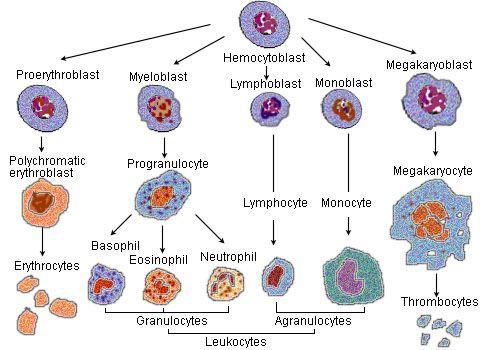 Hemocytoblast
Proerythroblast
Myeloblast
Lymphoblast
Monoblast
Megakaryoblast
Polychromatic
erythroblast
Progranulocyte
Megakaryocyte
Lymphocyte
Monocyte
Basophil
Eosinophil
Neutrophil
Erythrocytes
Thrombocytes
Granulocytes
Agranulocytes
Leukocytes